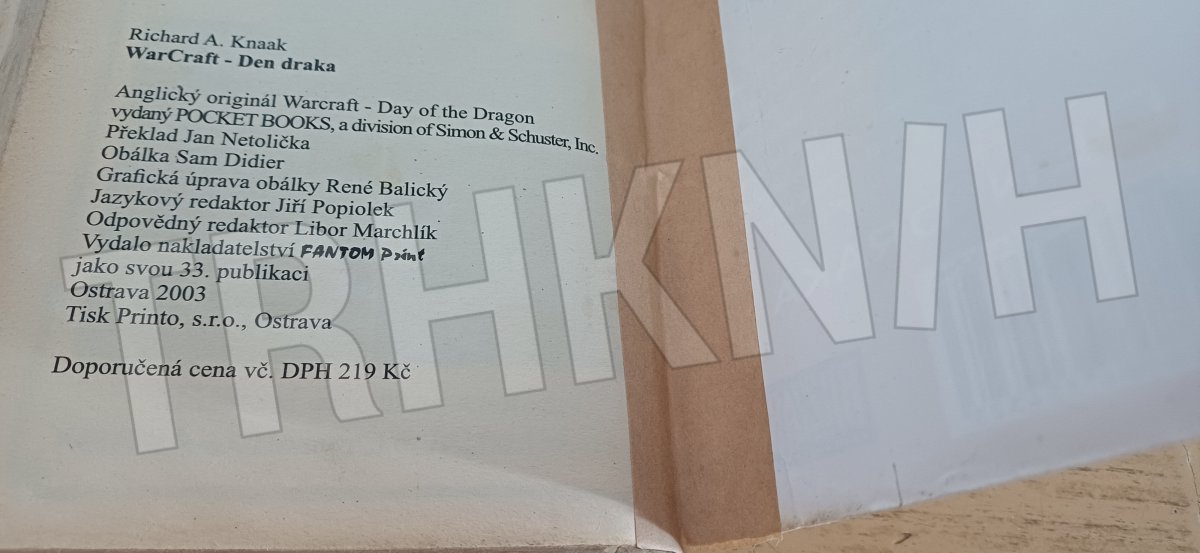 Richard A. Knaak
WarCraft - Den draka
Anglický originál Warcraft - Day of the Dragon
vydaný POCKET BOOKS, a division of Simon & Schuster, Inc.
Překlad Jan Netolička
Obálka Sam Didier
Grafická úprava obálky René Balický
Jazykový redaktor Jiří Popiolek
Odpovědný redaktor Libor Marchlík
Vydalo nakladatelství FANTOM Print
jako svou 33. publikaci
Ostrava 2003
Tisk Printo, s.r.o., Ostrava
Doporučená cena vč. DPH 219 Kč
TRHKN/H